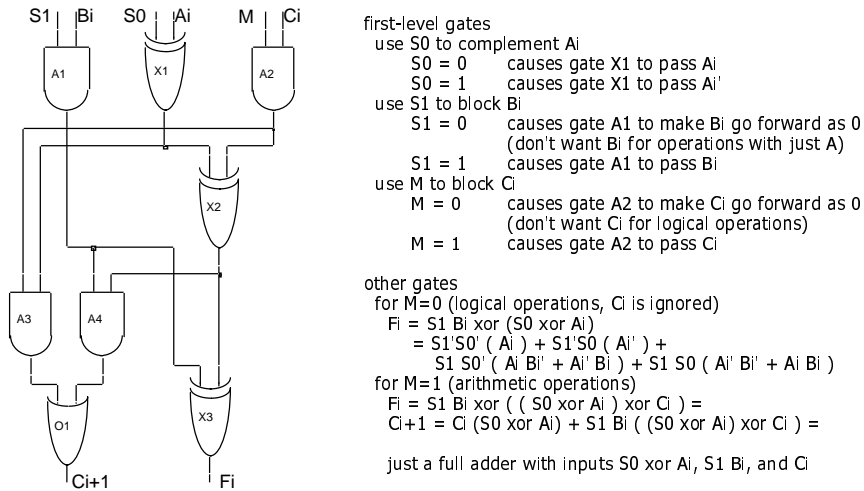 S1 Bi S0 Ai M Ci
A1 X1 A2
X2
A3 A4
O1 X3
Ci+1 Fi
first-level gates
use S0 to complement Ai
S0 = 0 causes gate X1 to pass Ai
S0 = 1 causes gate X1 to pass Ai'
use S1 to block Bi
S1 = 0 causes gate A1 to make Bi go forward as 0
(don't want Bi for operations with just A)
S1 = 1 causes gate A1 to pass Bi
use M to block Ci
M = 0 causes gate A2 to make Ci go forward as 0
(don't want Ci for logical operations)
M = 1 causes gate A2 to pass Ci
other gates
for M=0 (logical operations, Ci is ignored)
Fi = S1 Bi xor (S0 xor Ai)
= S1'S0' ( Ai ) + S1'S0 ( Ai' ) +
S1 S0' ( Ai Bi' + Ai' Bi ) + S1 S0 ( Ai' Bi' + Ai Bi )
for M=1 (arithmetic operations)
Fi = S1 Bi xor ( ( S0 xor Ai ) xor Ci ) =
Ci+1 = Ci (S0 xor Ai) + S1 Bi ( (S0 xor Ai) xor Ci ) =
just a full adder with inputs S0 xor Ai, S1 Bi, and Ci